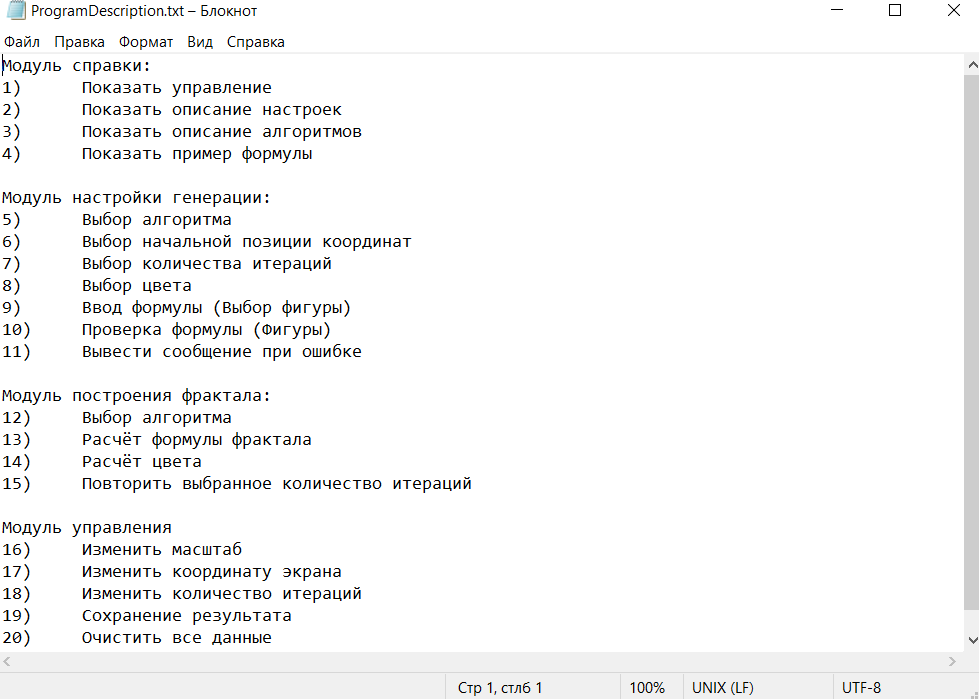 ProgramDescription.txt – Блокнот
Файл Правка Формат Вид Справка
Модуль справки:
1) Показать управление
2) Показать описание настроек
3) Показать описание алгоритмов
4) Показать пример формулы
Модуль настройки генерации:
5) Выбор алгоритма
6) Выбор начальной позиции координат
7) Выбор количества итераций
8) Выбор цвета
9) Ввод формулы (Выбор фигуры)
10) Проверка формулы (Фигуры)
11) Вывести сообщение при ошибке
Модуль построения фрактала:
12) Выбор алгоритма
13) Расчёт формулы фрактала
14) Расчёт цвета
15) Повторить выбранное количество итераций
Модуль управления
16) Изменить масштаб
17) Изменить координату экрана
18) Изменить количество итераций
19) Сохранение результата
20) Очистить все данные
Стр 1, стлб 1 100% UNIX (LF) UTF-8